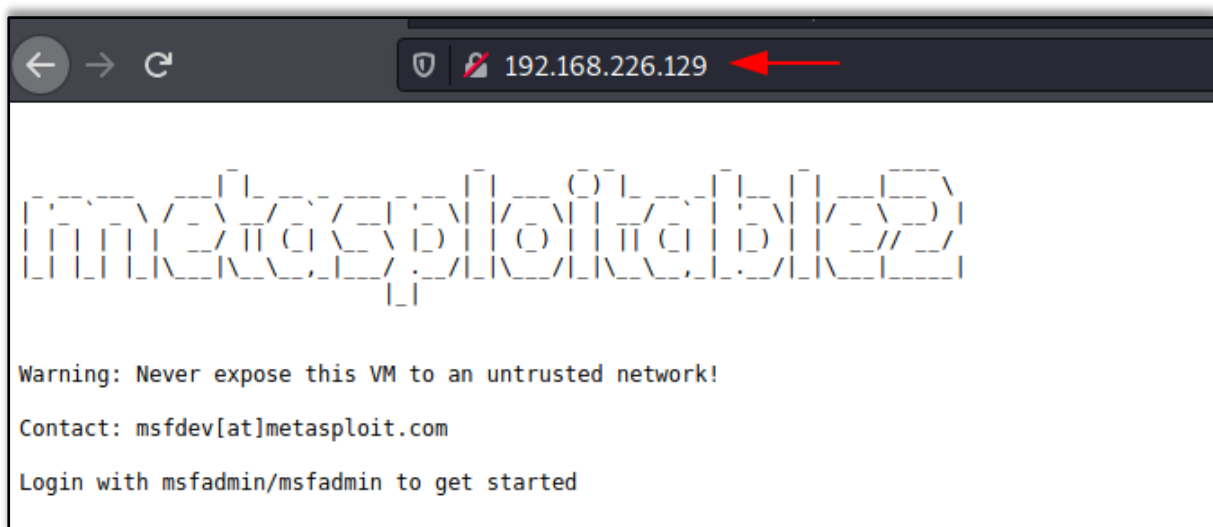 192.168.226.129
metasploitable2
Warning: Never expose this VM to an untrusted network!
Contact: msfdev[at]metasploit.com
Login with msfadmin/msfadmin to get started